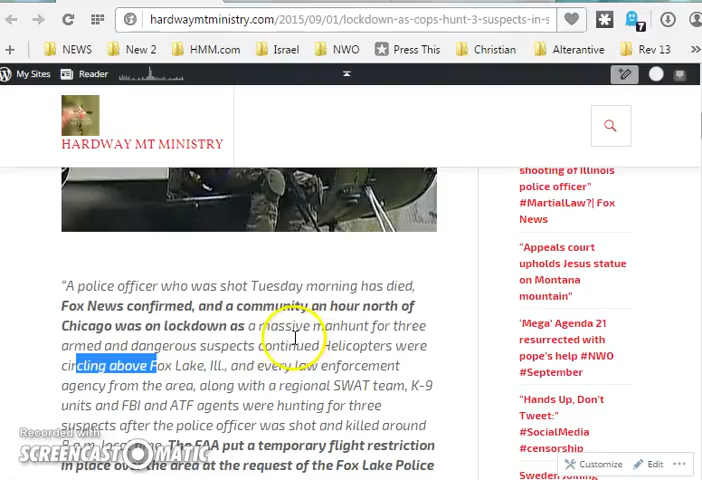 hardwaymtministry.com/2015/09/01/lockdown-as-cops-hunt-3-suspects-in-s
7
NEWS New 2 HMM.com Israel NWO Press This Christian Alterantive Rev 13
My Sites Reader
HARDWAY MT MINISTRY
shooting of Illinois
police officer”
#MartialLaw?| Fox
News
“Appeals court
upholds Jesus statue
on Montana
mountain”
‘Mega’ Agenda 21
resurrected with
pope’s help #NWO
#September
“Hands Up, Don’t
Tweet:”
#SocialMedia
#censorship
Sweden Joining
“A police officer who was shot Tuesday morning has died,
Fox News confirmed, and a community an hour north of
Chicago was on lockdown as a massive manhunt for three
armed and dangerous suspects continued Helicopters were
circling above Fox Lake, Ill., and every law enforcement
agency from the area, along with a regional SWAT team, K-9
units and FBI and ATF agents were hunting for three
suspects after the police officer was shot and killed around
The FAA put a temporary flight restriction
in place over the area at the request of the Fox Lake Police
Recorded with
SCREENCAST MATIC
Customize Edit